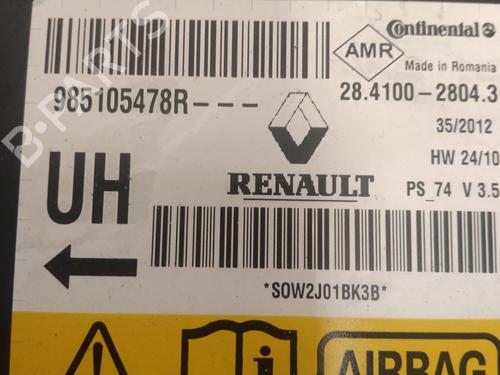 Continental
AMR
Made in Romania
985105478R---
28.4100-2804.3
35/2012
HW 24/10
UH
RENAULT
PS_74 V 3.5
*SOW2J01BK3B*
AIRBAG
B-PARTS